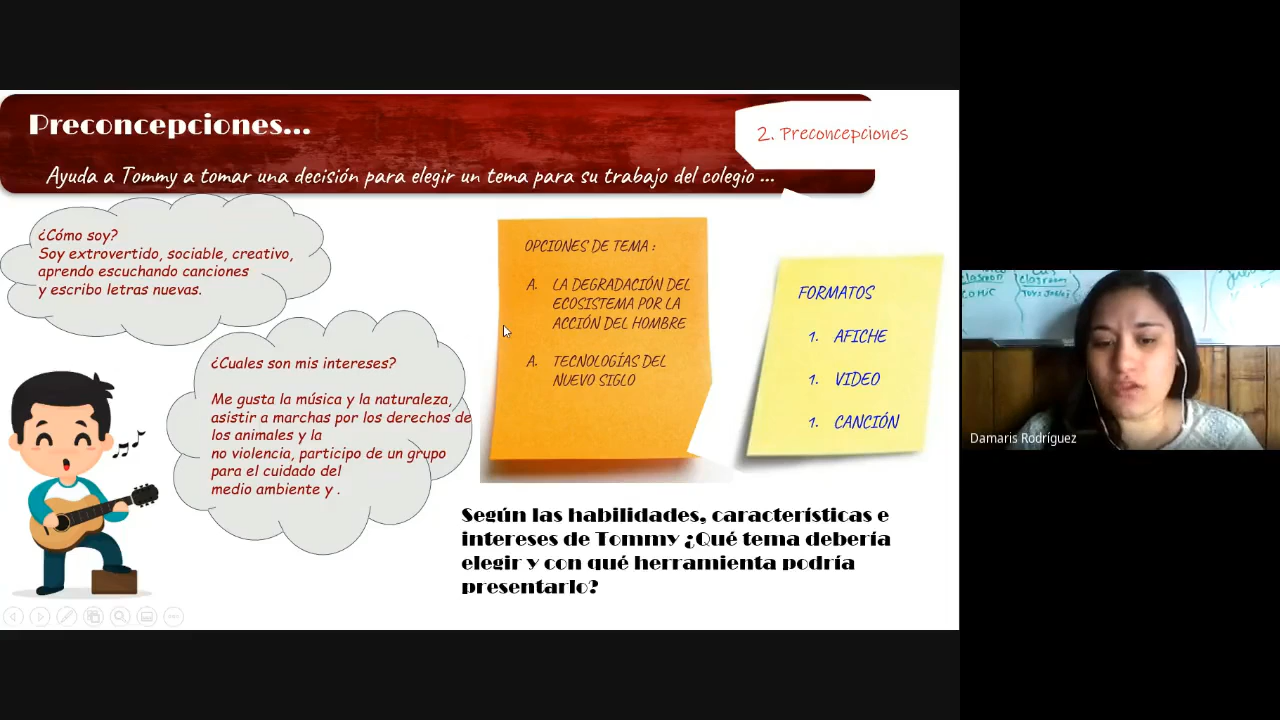 Preconcepciones...
2. Preconcepciones
Ayuda a Tommy a tomar una decisión para elegir un tema para su trabajo del colegio ...
¿Cómo soy?
Soy extrovertido, sociable, creativo,
aprendo escuchando canciones
y escribo letras nuevas.
¿Cuales son mis intereses?
Me gusta la música y la naturaleza,
asistir a marchas por los derechos de
los animales y la
no violencia, participo de un grupo
para el cuidado del
medio ambiente y .
OPCIONES DE TEMA :
A. LA DEGRADACIÓN DEL
ECOSISTEMA POR LA
ACCIÓN DEL HOMBRE
A. TECNOLOGÍAS DEL
NUEVO SIGLO
FORMATOS
1. AFICHE
1. VIDEO
1. CANCIÓN
Según las habilidades, características e
intereses de Tommy ¿Qué tema debería
elegir y con qué herramienta podría
presentarlo?
Damaris Rodríguez